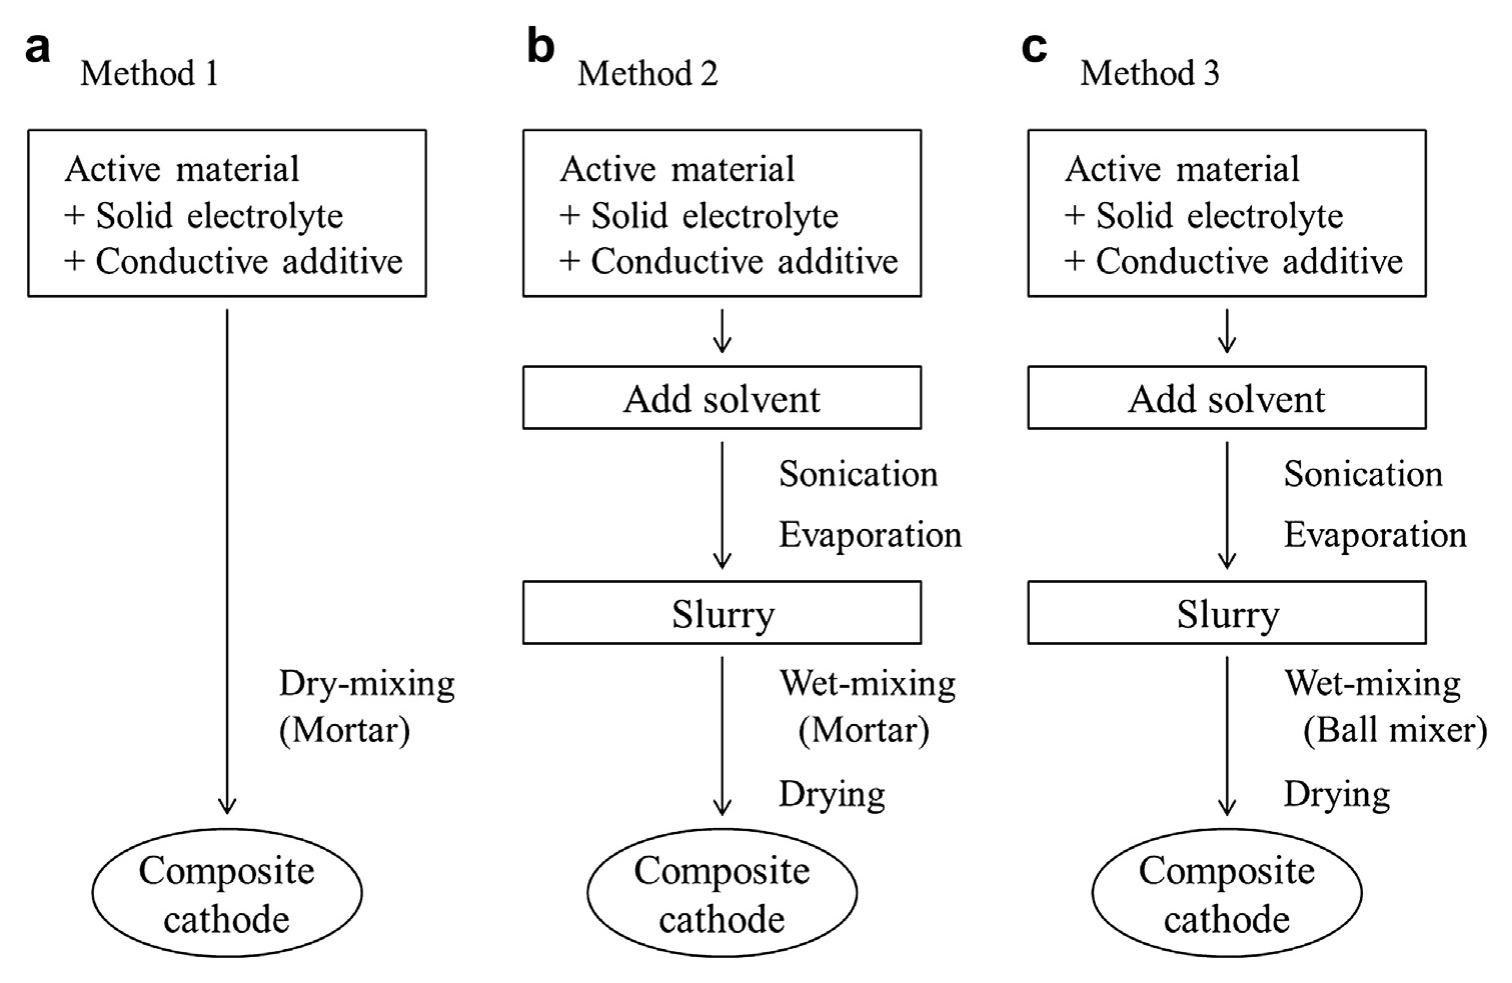 a
Method 1
Active material
+ Solid electrolyte
+ Conductive additive
Dry-mixing
(Mortar)
Composite
cathode
b
Method 2
Active material
+ Solid electrolyte
+ Conductive additive
Add solvent
Sonication
Evaporation
Slurry
Wet-mixing
(Mortar)
Drying
Composite
cathode
c
Method 3
Active material
+ Solid electrolyte
+ Conductive additive
Add solvent
Sonication
Evaporation
Slurry
Wet-mixing
(Ball mixer)
Drying
Composite
cathode